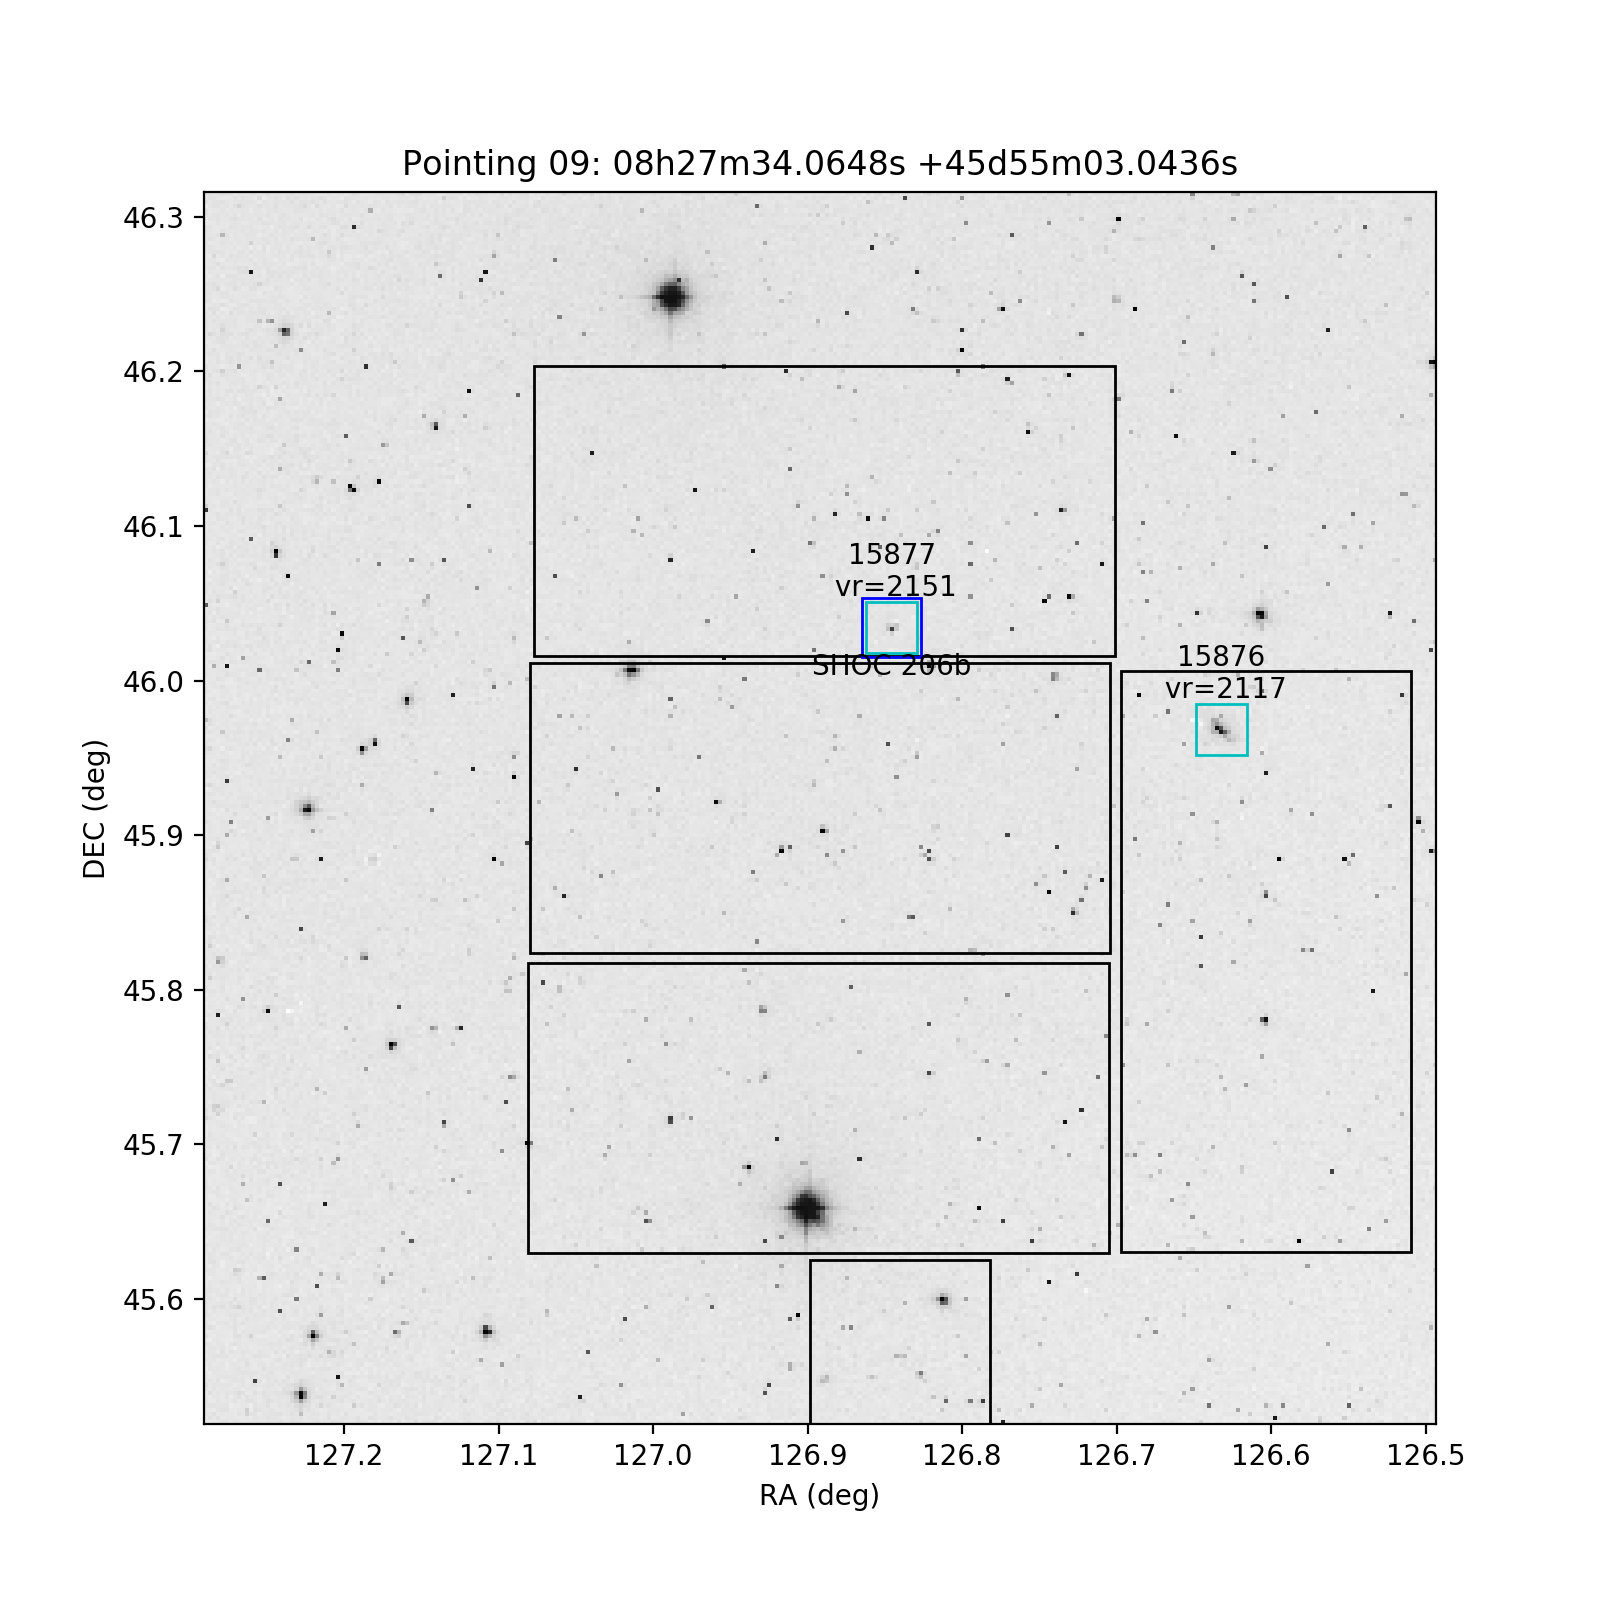 Pointing 09: 08h27m34.0648s +45d55m03.0436s
46.3
46.2
46.1
46.0
45.9
45.8
45.7
45.6
DEC (deg)
15877
vr=2151
SHOC 206b
15876
vr=2117
127.2 127.1 127.0 126.9 126.8 126.7 126.6 126.5
RA (deg)